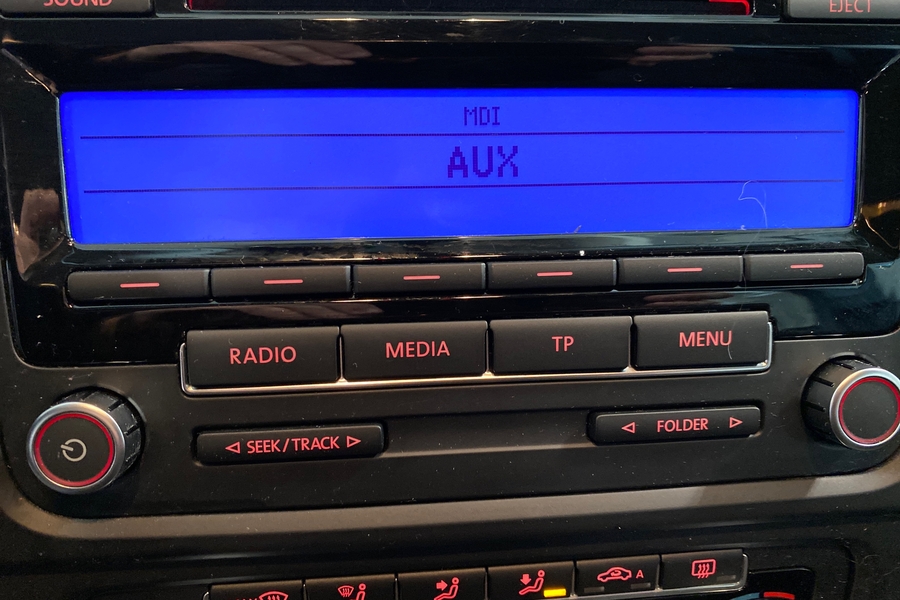 SOUND
EJECT
MDI
AUX
RADIO MEDIA TP MENU
SEEK/TRACK FOLDER
A